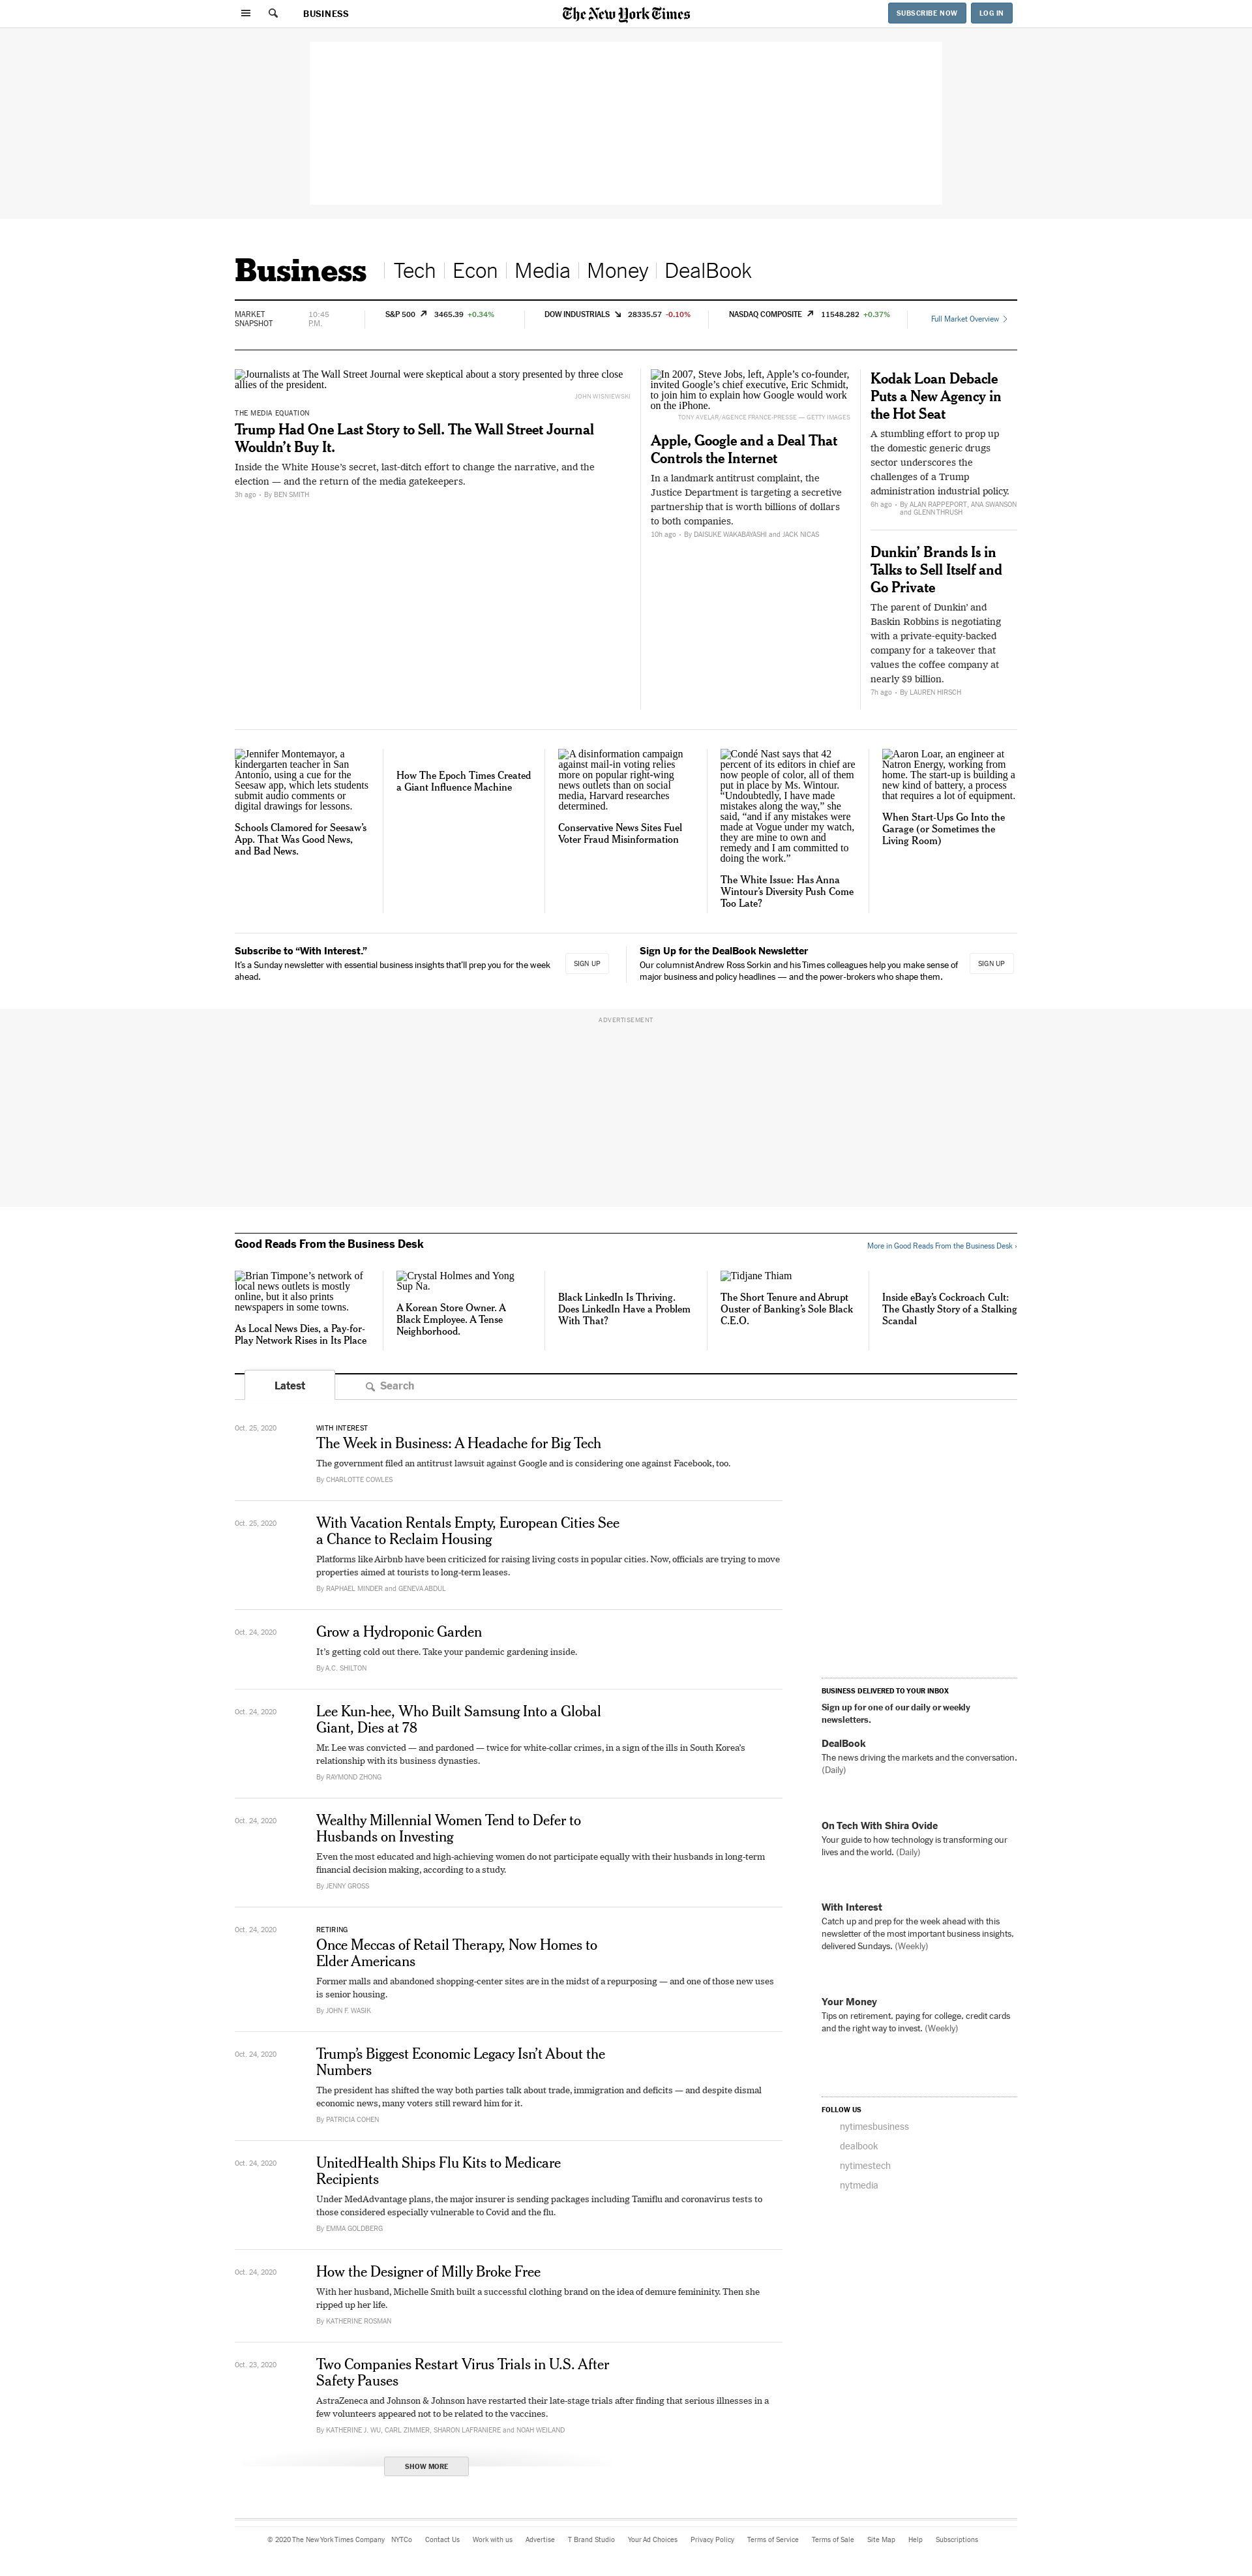 BUSINESS
The New York Times
SUBSCRIBE NOW
LOG IN
Business
Tech
Econ
Media
Money
DealBook
MARKET
SNAPSHOT
10:45
P.M.
S&P 500 3465.39 +0.34%
DOW INDUSTRIALS 28335.57 -0.10%
NASDAQ COMPOSITE 11548.282 +0.37%
Full Market Overview
Journalists at The Wall Street Journal were skeptical about a story presented by three close
allies of the president.
JOHN WISNIEWSKI
THE MEDIA EQUATION
Trump Had One Last Story to Sell. The Wall Street Journal
Wouldn’t Buy It.
Inside the White House’s secret, last-ditch effort to change the narrative, and the
election — and the return of the media gatekeepers.
3h ago · By BEN SMITH
In 2007, Steve Jobs, left, Apple’s co-founder,
invited Google’s chief executive, Eric Schmidt,
to join him to explain how Google would work
on the iPhone.
TONY AVELAR/AGENCE FRANCE-PRESSE — GETTY IMAGES
Apple, Google and a Deal That
Controls the Internet
In a landmark antitrust complaint, the
Justice Department is targeting a secretive
partnership that is worth billions of dollars
to both companies.
10h ago · By DAISUKE WAKABAYASHI and JACK NICAS
Kodak Loan Debacle
Puts a New Agency in
the Hot Seat
A stumbling effort to prop up
the domestic generic drugs
sector underscores the
challenges of a Trump
administration industrial policy.
6h ago · By ALAN RAPPEPORT, ANA SWANSON
and GLENN THRUSH
Dunkin’ Brands Is in
Talks to Sell Itself and
Go Private
The parent of Dunkin’ and
Baskin Robbins is negotiating
with a private-equity-backed
company for a takeover that
values the coffee company at
nearly $9 billion.
7h ago · By LAUREN HIRSCH
Jennifer Montemayor, a
kindergarten teacher in San
Antonio, using a cue for the
Seesaw app, which lets students
submit audio comments or
digital drawings for lessons.
Schools Clamored for Seesaw’s
App. That Was Good News,
and Bad News.
How The Epoch Times Created
a Giant Influence Machine
A disinformation campaign
against mail-in voting relies
more on popular right-wing
news outlets than on social
media, Harvard researches
determined.
Conservative News Sites Fuel
Voter Fraud Misinformation
Condé Nast says that 42
percent of its editors in chief are
now people of color, all of them
put in place by Ms. Wintour.
“Undoubtedly, I have made
mistakes along the way,” she
said, “and if any mistakes were
made at Vogue under my watch,
they are mine to own and
remedy and I am committed to
doing the work.”
The White Issue: Has Anna
Wintour’s Diversity Push Come
Too Late?
Aaron Loar, an engineer at
Natron Energy, working from
home. The start-up is building a
new kind of battery, a process
that requires a lot of equipment.
When Start-Ups Go Into the
Garage (or Sometimes the
Living Room)
Subscribe to “With Interest.”
It’s a Sunday newsletter with essential business insights that’ll prep you for the week
ahead.
SIGN UP
Sign Up for the DealBook Newsletter
Our columnist Andrew Ross Sorkin and his Times colleagues help you make sense of
major business and policy headlines — and the power-brokers who shape them.
SIGN UP
ADVERTISEMENT
Good Reads From the Business Desk
More in Good Reads From the Business Desk ›
Brian Timpone’s network of
local news outlets is mostly
online, but it also prints
newspapers in some towns.
As Local News Dies, a Pay-for-
Play Network Rises in Its Place
Crystal Holmes and Yong
Sup Na.
A Korean Store Owner. A
Black Employee. A Tense
Neighborhood.
Black LinkedIn Is Thriving.
Does LinkedIn Have a Problem
With That?
Tidjane Thiam
The Short Tenure and Abrupt
Ouster of Banking’s Sole Black
C.E.O.
Inside eBay’s Cockroach Cult:
The Ghastly Story of a Stalking
Scandal
Latest
Search
Oct. 25, 2020
WITH INTEREST
The Week in Business: A Headache for Big Tech
The government filed an antitrust lawsuit against Google and is considering one against Facebook, too.
By CHARLOTTE COWLES
Oct. 25, 2020
With Vacation Rentals Empty, European Cities See
a Chance to Reclaim Housing
Platforms like Airbnb have been criticized for raising living costs in popular cities. Now, officials are trying to move
properties aimed at tourists to long-term leases.
By RAPHAEL MINDER and GENEVA ABDUL
Oct. 24, 2020
Grow a Hydroponic Garden
It’s getting cold out there. Take your pandemic gardening inside.
By A.C. SHILTON
Oct. 24, 2020
Lee Kun-hee, Who Built Samsung Into a Global
Giant, Dies at 78
Mr. Lee was convicted — and pardoned — twice for white-collar crimes, in a sign of the ills in South Korea’s
relationship with its business dynasties.
By RAYMOND ZHONG
Oct. 24, 2020
Wealthy Millennial Women Tend to Defer to
Husbands on Investing
Even the most educated and high-achieving women do not participate equally with their husbands in long-term
financial decision making, according to a study.
By JENNY GROSS
Oct. 24, 2020
RETIRING
Once Meccas of Retail Therapy, Now Homes to
Elder Americans
Former malls and abandoned shopping-center sites are in the midst of a repurposing — and one of those new uses
is senior housing.
By JOHN F. WASIK
Oct. 24, 2020
Trump’s Biggest Economic Legacy Isn’t About the
Numbers
The president has shifted the way both parties talk about trade, immigration and deficits — and despite dismal
economic news, many voters still reward him for it.
By PATRICIA COHEN
Oct. 24, 2020
UnitedHealth Ships Flu Kits to Medicare
Recipients
Under MedAdvantage plans, the major insurer is sending packages including Tamiflu and coronavirus tests to
those considered especially vulnerable to Covid and the flu.
By EMMA GOLDBERG
Oct. 24, 2020
How the Designer of Milly Broke Free
With her husband, Michelle Smith built a successful clothing brand on the idea of demure femininity. Then she
ripped up her life.
By KATHERINE ROSMAN
Oct. 23, 2020
Two Companies Restart Virus Trials in U.S. After
Safety Pauses
AstraZeneca and Johnson & Johnson have restarted their late-stage trials after finding that serious illnesses in a
few volunteers appeared not to be related to the vaccines.
By KATHERINE J. WU, CARL ZIMMER, SHARON LAFRANIERE and NOAH WEILAND
SHOW MORE
BUSINESS DELIVERED TO YOUR INBOX
Sign up for one of our daily or weekly
newsletters.
DealBook
The news driving the markets and the conversation.
(Daily)
On Tech With Shira Ovide
Your guide to how technology is transforming our
lives and the world. (Daily)
With Interest
Catch up and prep for the week ahead with this
newsletter of the most important business insights,
delivered Sundays. (Weekly)
Your Money
Tips on retirement, paying for college, credit cards
and the right way to invest. (Weekly)
FOLLOW US
nytimesbusiness
dealbook
nytimestech
nytmedia
© 2020 The New York Times Company NYTCo Contact Us Work with us Advertise T Brand Studio Your Ad Choices Privacy Policy Terms of Service Terms of Sale Site Map Help Subscriptions